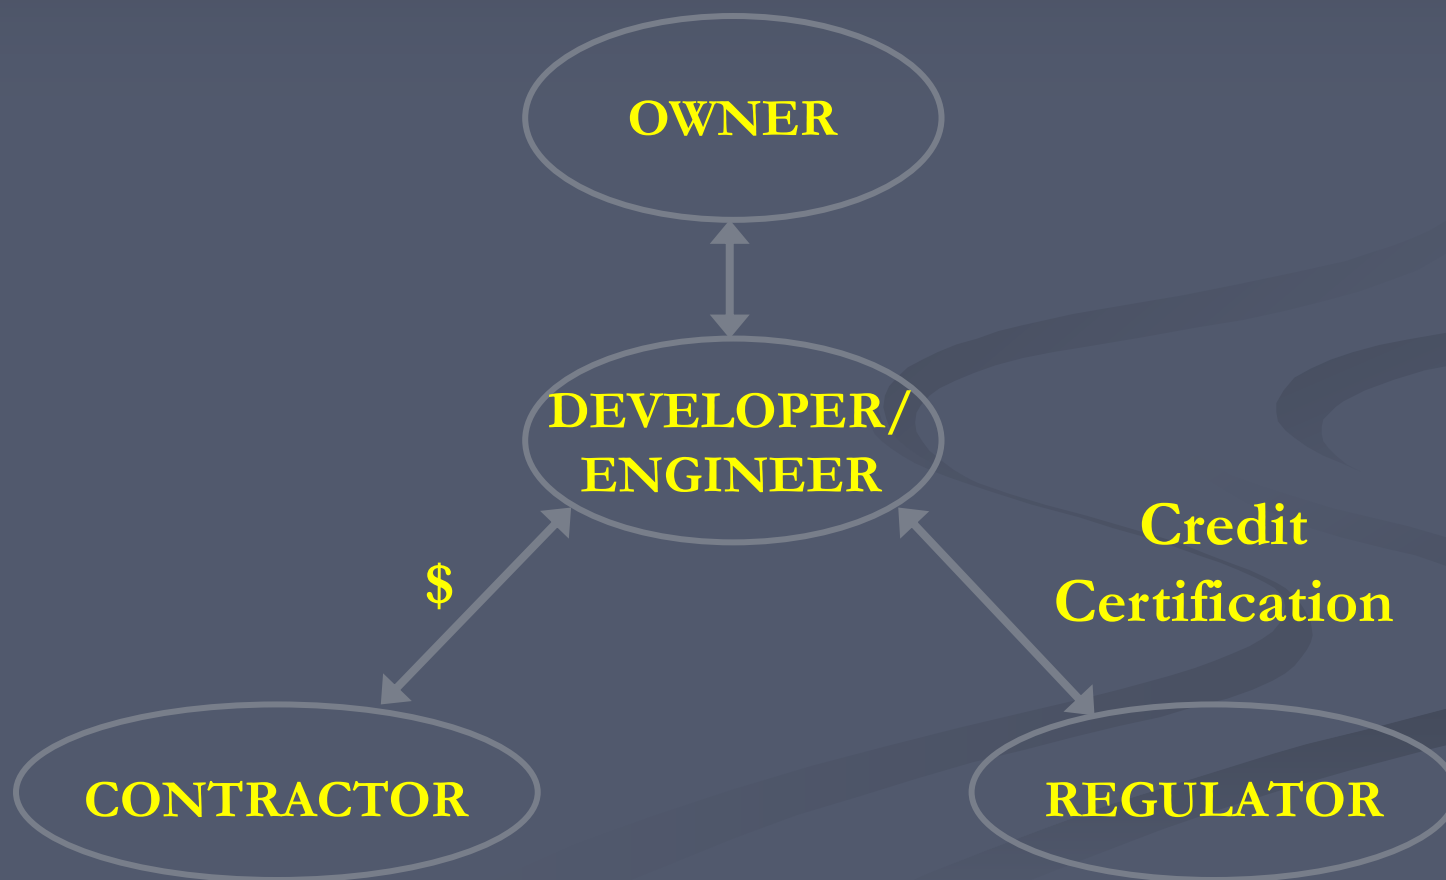 OWNER
DEVELOPER/
ENGINEER
Credit
Certification
$
CONTRACTOR
REGULATOR